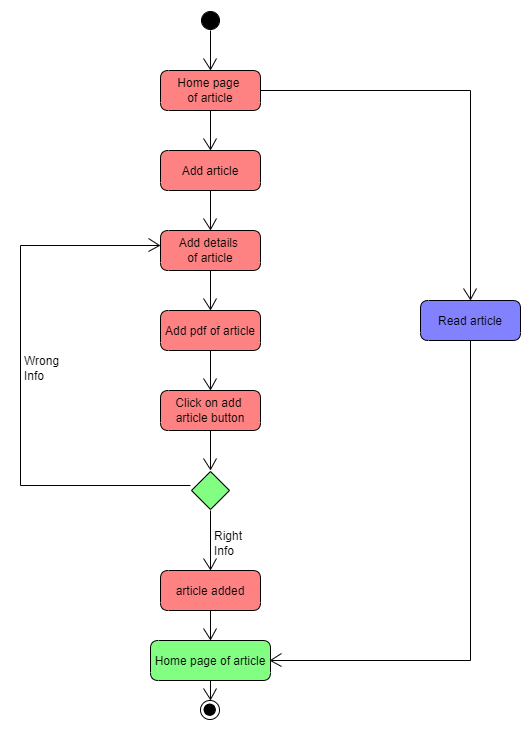 Home page
of article
Add article
Add details
of article
Add pdf of article
Read article
Wrong
Info
Click on add
article button
Right
Info
article added
Home page of article